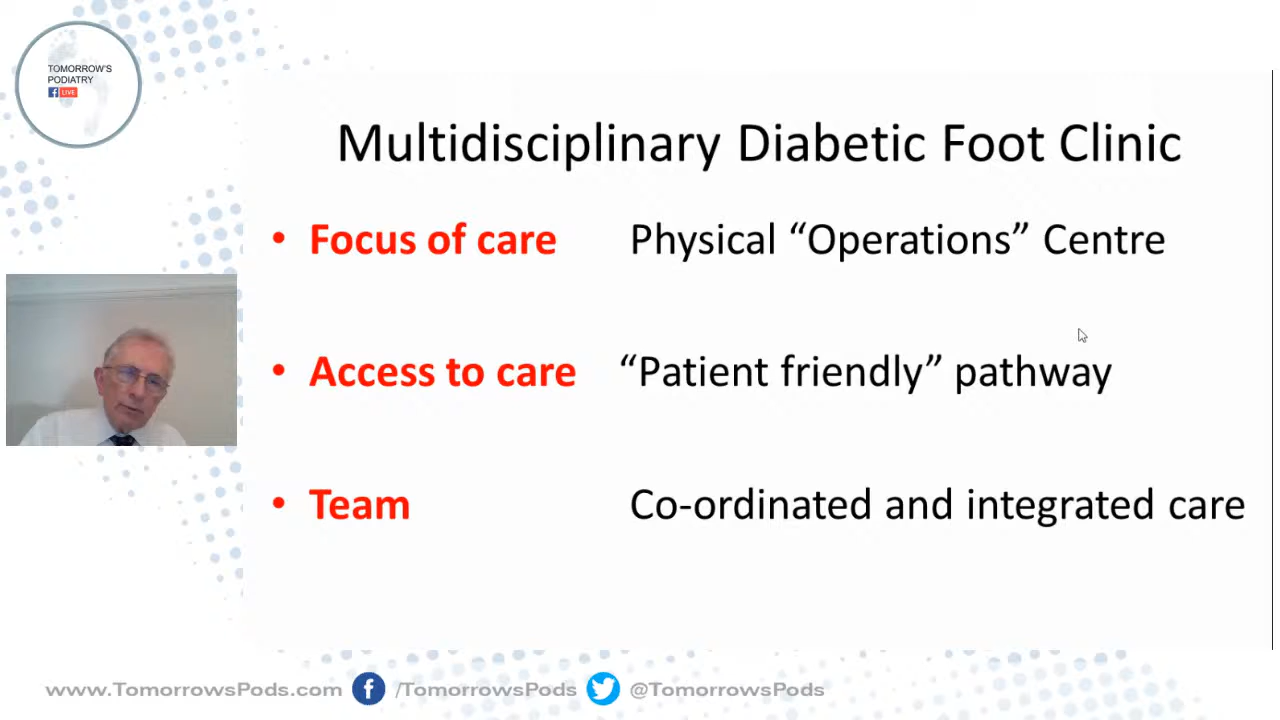 TOMORROW'S
PODIATRY
f LIVE
Multidisciplinary Diabetic Foot Clinic
• Focus of care Physical “Operations” Centre
• Access to care “Patient friendly” pathway
• Team Co-ordinated and integrated care
www.TomorrowsPods.com f /TomorrowsPods @TomorrowsPods